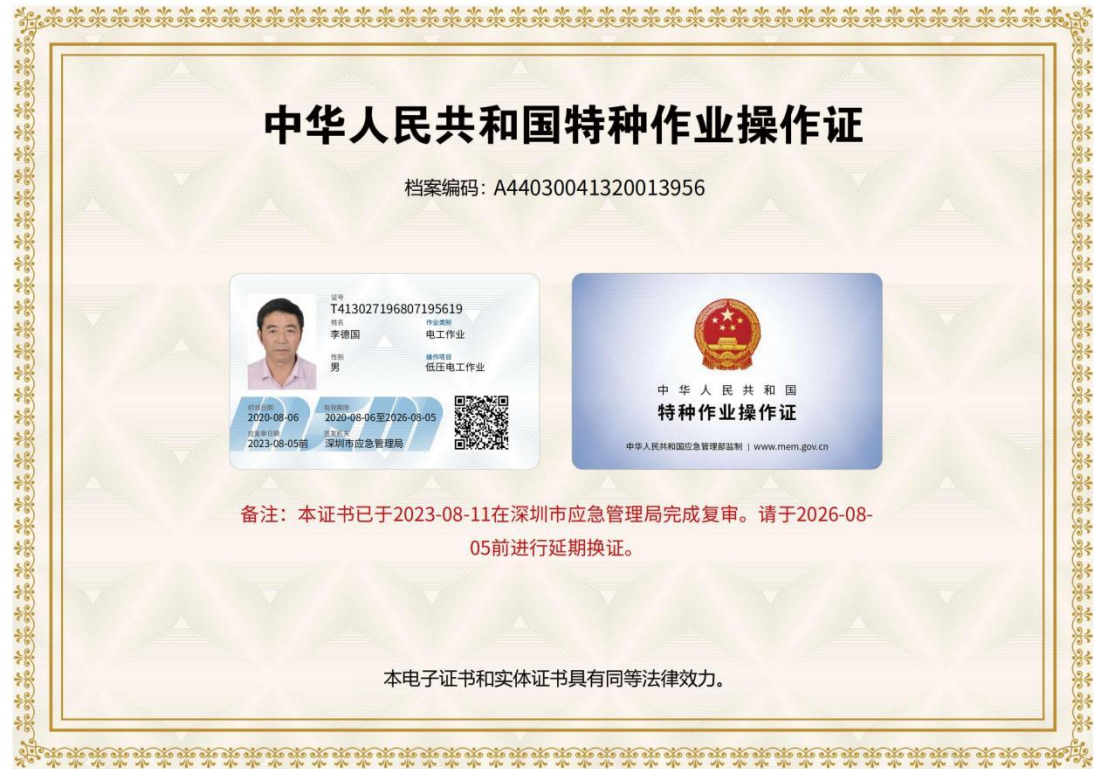 中华人民共和国特种作业操作证
档案编码：A44030041320013956
证号
T413027196807195619
姓名
李德国
作业类别
电工作业
性别
男
操作项目
低压电工作业
初领日期
2020-08-06
有效期限
2020-08-06至2026-08-05
应复审日期
2023-08-05前
签发机关
深圳市应急管理局
中华人民共和国
特种作业操作证
中华人民共和国应急管理部监制 | www.mem.gov.cn
备注：本证书已于2023-08-11在深圳市应急管理局完成复审。请于2026-08-
05前进行延期换证。
本电子证书和实体证书具有同等法律效力。